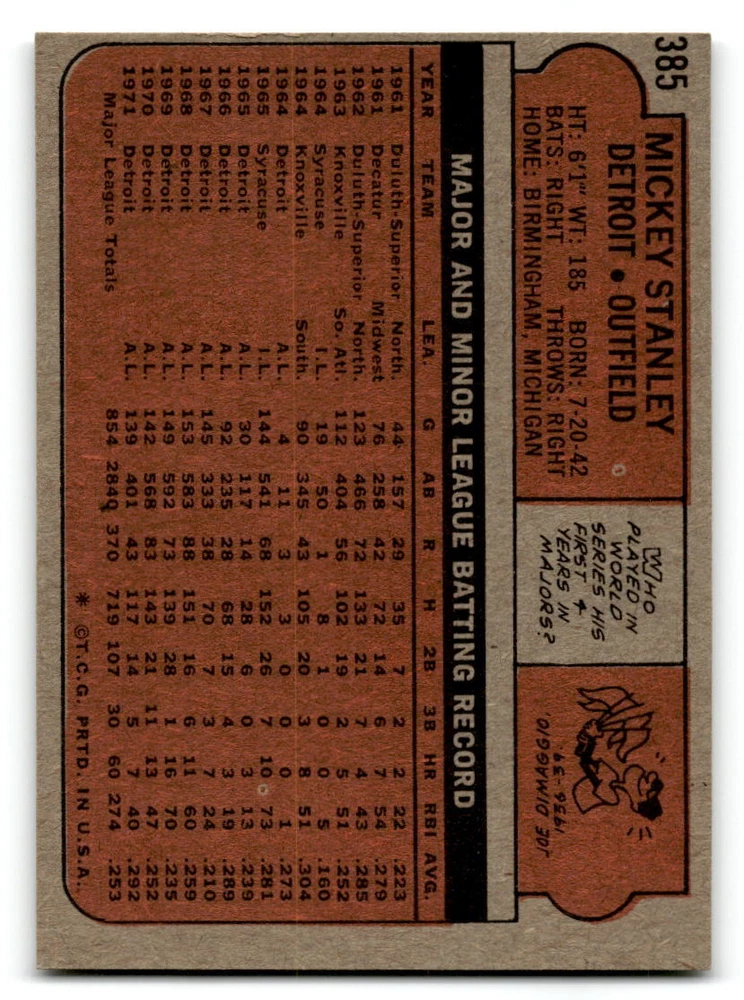 385
MICKEY STANLEY
DETROIT • OUTFIELD
HT: 6'1" WT: 185 BORN: 7-20-42
BATS: RIGHT THROWS: RIGHT
HOME: BIRMINGHAM, MICHIGAN
WHO
PLAYED IN
WORLD
SERIES HIS
FIRST 4
YEARS IN
MAJORS?
JOE DIMAGGIO,
1936-39.
MAJOR AND MINOR LEAGUE BATTING RECORD
YEAR TEAM LEA. G AB R H 2B 3B HR RBI AVG.
1961 Duluth-Superior North. 44 157 29 35 7 2 2 22 .223
1961 Decatur Midwest 76 258 42 72 14 6 7 54 .279
1962 Duluth-Superior North. 123 466 72 133 21 7 4 43 .285
1963 Knoxville So. Atl. 112 404 56 102 19 2 5 51 .252
1964 Syracuse I.L. 19 50 1 8 1 0 0 5 .160
1964 Knoxville South. 90 345 43 105 20 3 8 51 .304
1964 Detroit A.L. 4 11 3 3 0 0 0 1 .273
1965 Syracuse I.L. 144 541 68 152 26 7 10 73 .281
1965 Detroit A.L. 30 117 14 28 6 0 3 13 .239
1966 Detroit A.L. 92 235 28 68 15 4 3 19 .289
1967 Detroit A.L. 145 333 38 70 7 3 7 24 .210
1968 Detroit A.L. 153 583 88 151 16 6 11 60 .259
1969 Detroit A.L. 149 592 73 139 28 1 16 70 .235
1970 Detroit A.L. 142 568 83 143 21 11 13 47 .252
1971 Detroit A.L. 139 401 43 117 14 5 7 40 .292
Major League Totals 854 2840 370 719 107 30 60 274 .253
* ©T.C.G. PRTD. IN U.S.A.